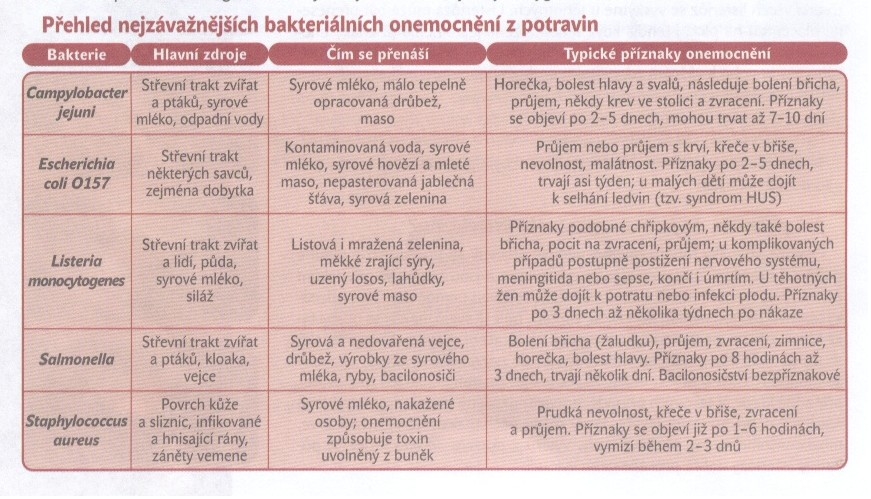 Přehled nejzávažnějších bakteriálních onemocnění z potravin
Bakterie
Hlavní zdroje
Čím se přenáší
Typické příznaky onemocnění
Campylobacter
jejuni
Střevní trakt zvířat
a ptáků, syrové
mléko, odpadní vody
Syrové mléko, málo tepelně
opracovaná drůbež,
maso
Horečka, bolest hlavy a svalů, následuje bolení břicha,
průjem, někdy krev ve stolici a zvracení. Příznaky
se objeví po 2–5 dnech, mohou trvat až 7–10 dní
Escherichia
coli O157
Střevní trakt
některých savců,
zejména dobytka
Kontaminovaná voda, syrové
mléko, syrové hovězí a mleté
maso, nepasterovaná jablečná
šťáva, syrová zelenina
Průjem nebo průjem s krví, křeče v břiše,
nevolnost, malátnost. Příznaky po 2–5 dnech,
trvají asi týden; u malých dětí může dojít
k selhání ledvin (tzv. syndrom HUS)
Listeria
monocytogenes
Střevní trakt zvířat
a lidí, půda,
syrové mléko,
siláž
Listová i mražená zelenina,
měkké zrající sýry,
uzený losos, lahůdky,
syrové maso
Příznaky podobné chřipkovým, někdy také bolest
břicha, pocit na zvracení, průjem; u komplikovaných
případů postupně postižení nervového systému,
meningitida nebo sepse, končí i úmrtím. U těhotných
žen může dojít k potratu nebo infekci plodu. Příznaky
po 3 dnech až několika týdnech po nákaze
Salmonella
Střevní trakt zvířat
a ptáků, kloaka,
vejce
Syrová a nedovařená vejce,
drůbež, výrobky ze syrového
mléka, ryby, bacilonosiči
Bolení břicha (žaludku), průjem, zvracení, zimnice,
horečka, bolest hlavy. Příznaky po 8 hodinách až
3 dnech, trvají několik dní. Bacilonosičství bezpříznakové
Staphylococcus
aureus
Povrch kůže
a sliznic, infikované
a hnisající rány,
záněty vemene
Syrové mléko, nakažené
osoby; onemocnění
způsobuje toxin
uvolněný z buněk
Prudká nevolnost, křeče v břiše, zvracení
a průjem. Příznaky se objeví již po 1–6 hodinách,
vymizí během 2–3 dnů